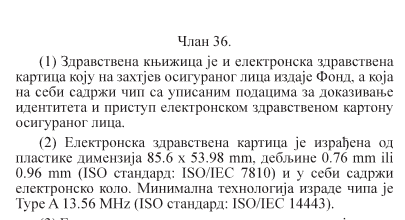 Члан 36.
(1) Здравствена књижица је и електронска здравствена
картица коју на захтјев осигураног лица издаје Фонд, а која
на себи садржи чип са уписаним подацима за доказивање
идентитета и приступ електронском здравственом картону
осигураног лица.
(2) Електронска здравствена картица је израђена од
пластике димензија 85.6 x 53.98 mm, дебљине 0.76 mm ili
0.96 mm (ISO стандард: ISO/IEC 7810) и у себи садржи
електронско коло. Минимална технологија израде чипа је
Type A 13.56 MHz (ISO стандард: ISO/IEC 14443).